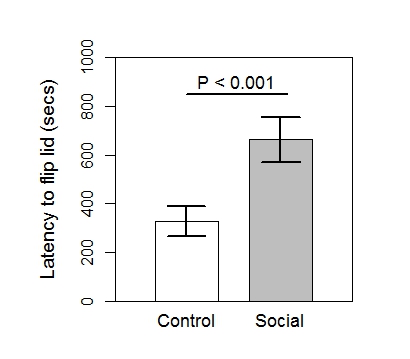 Latency to flip lid (secs)
1000
800
600
400
200
0
P < 0.001
Control
Social